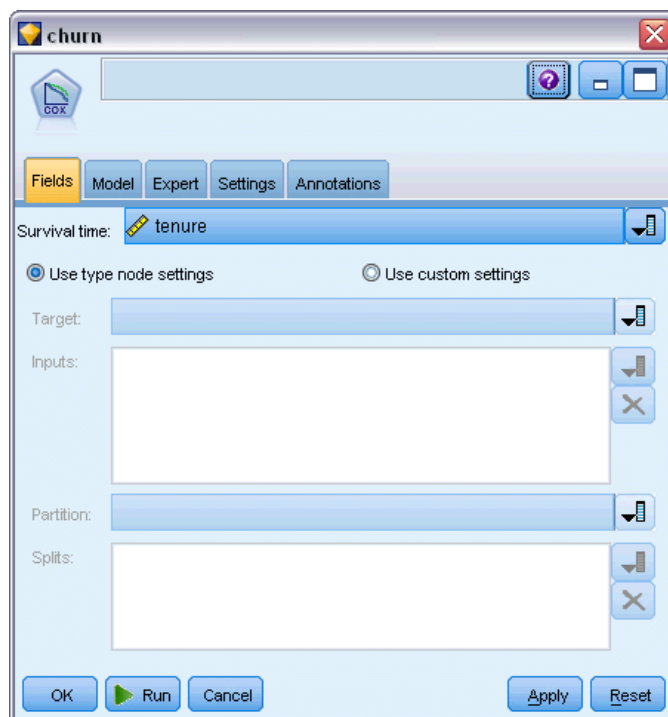 churn
COX
?
Fields Model Expert Settings Annotations
Survival time: tenure
Use type node settings Use custom settings
Target:
Inputs:
Partition:
Splits:
OK Run Cancel Apply Reset